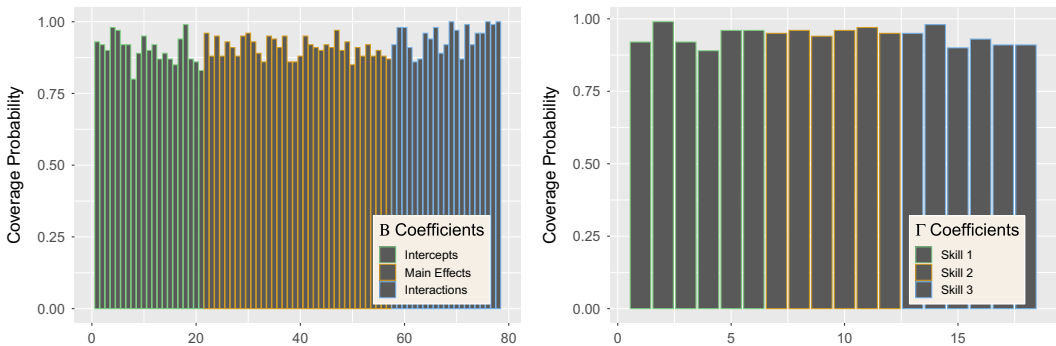 1.00
0.75
0.50
0.25
0.00
Coverage Probability
0
20
40
60
80
Β Coefficients
Intercepts
Main Effects
Interactions
1.00
0.75
0.50
0.25
0.00
Coverage Probability
0
5
10
15
Γ Coefficients
Skill 1
Skill 2
Skill 3